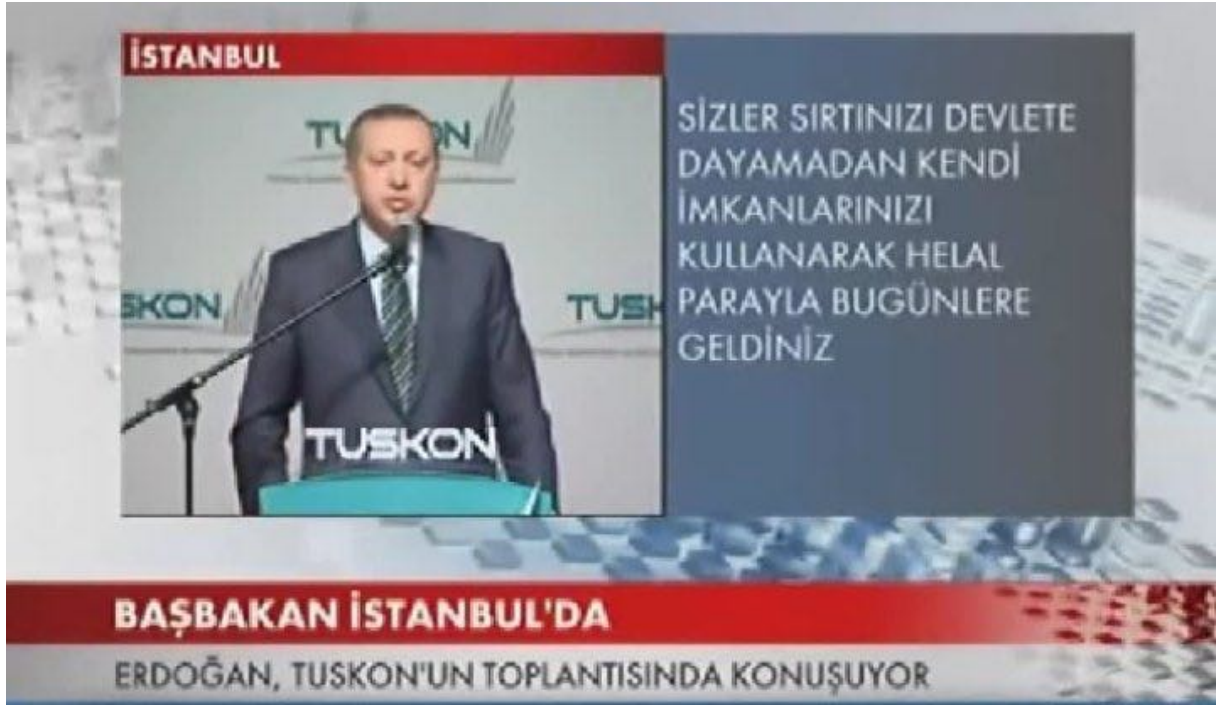 İSTANBUL
TUSKON
SKON
TUSK
TUSKON
SİZLER SIRTINIZI DEVLETE
DAYAMADAN KENDİ
İMKANLARINIZI
KULLANARAK HELAL
PARAYLA BUGÜNLERE
GELDİNİZ
BAŞBAKAN İSTANBUL'DA
ERDOĞAN, TUSKON'UN TOPLANTISINDA KONUŞUYOR